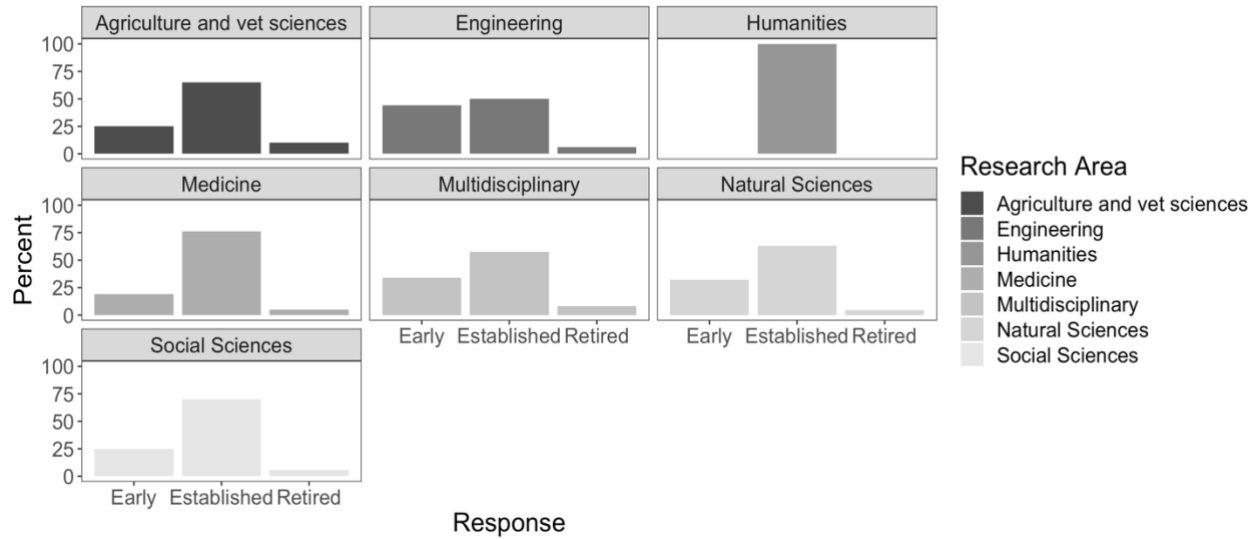 Agriculture and vet sciences
Engineering
Humanities
100
75
50
25
0
Medicine
Multidisciplinary
Natural Sciences
100
75
50
25
0
Early Established Retired
Early Established Retired
Social Sciences
100
75
50
25
0
Early Established Retired
Percent
Response
Research Area
Agriculture and vet sciences
Engineering
Humanities
Medicine
Multidisciplinary
Natural Sciences
Social Sciences